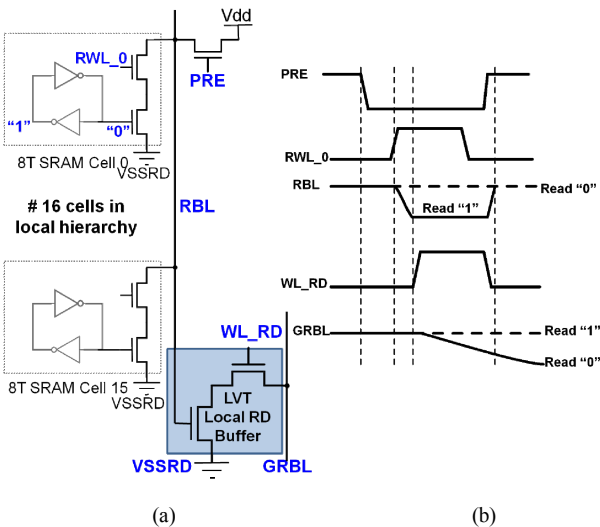 Vdd
RWL_0
PRE
“1”
“0”
8T SRAM Cell 0
VSSRD
# 16 cells in
local hierarchy
RBL
8T SRAM Cell 15
VSSRD
WL_RD
LVT
Local RD
Buffer
VSSRD
GRBL
(a)
PRE
RWL_0
RBL
Read “0”
Read “1”
WL_RD
GRBL
Read “1”
Read “0”
(b)